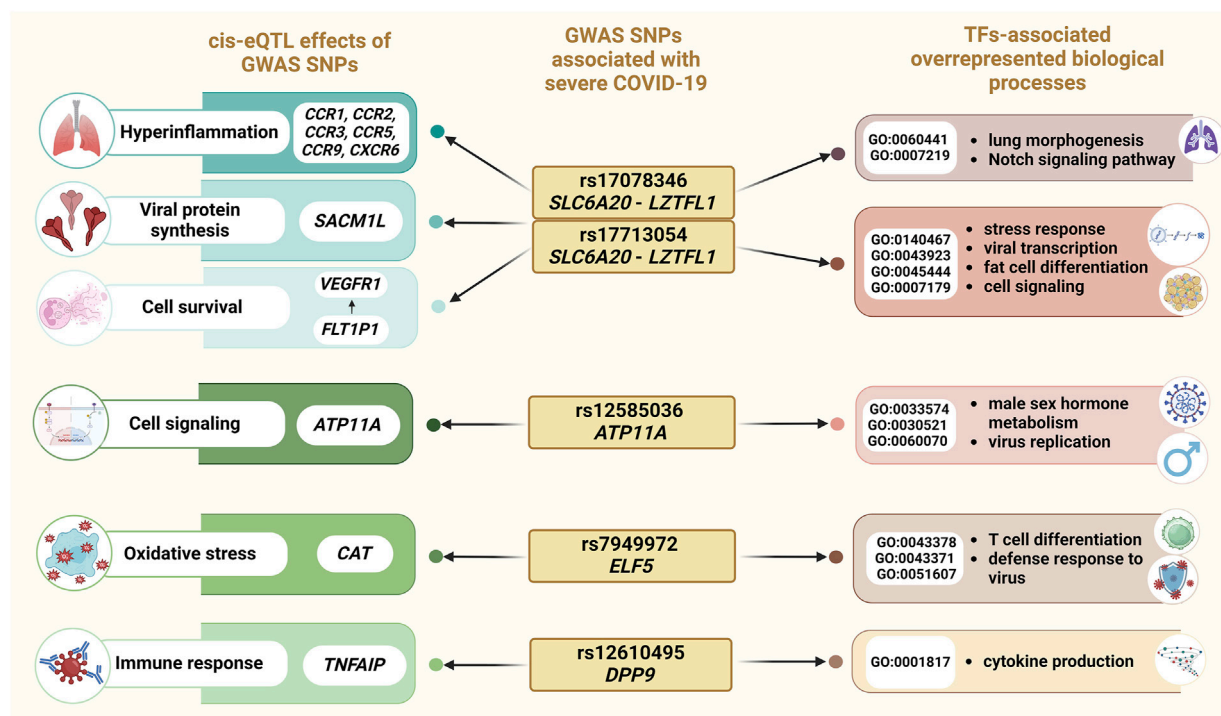 cis-eQTL effects of
GWAS SNPs
GWAS SNPs
associated with
severe COVID-19
TFs-associated
overrepresented biological
processes
Hyperinflammation
CCR1, CCR2,
CCR3, CCR5,
CCR9, CXCR6
Viral protein
synthesis
SACM1L
Cell survival
VEGFR1
FLT1P1
rs17078346
SLC6A20 - LZTFL1
rs17713054
SLC6A20 - LZTFL1
GO:0060441
GO:0007219
• lung morphogenesis
• Notch signaling pathway
GO:0140467
GO:0043923
GO:0045444
GO:0007179
• stress response
• viral transcription
• fat cell differentiation
• cell signaling
Cell signaling
ATP11A
rs12585036
ATP11A
GO:0033574
GO:0030521
GO:0060070
• male sex hormone
metabolism
• virus replication
Oxidative stress
CAT
rs7949972
ELF5
GO:0043378
GO:0043371
GO:0051607
• T cell differentiation
• defense response to
virus
Immune response
TNFAIP
rs12610495
DPP9
GO:0001817
• cytokine production